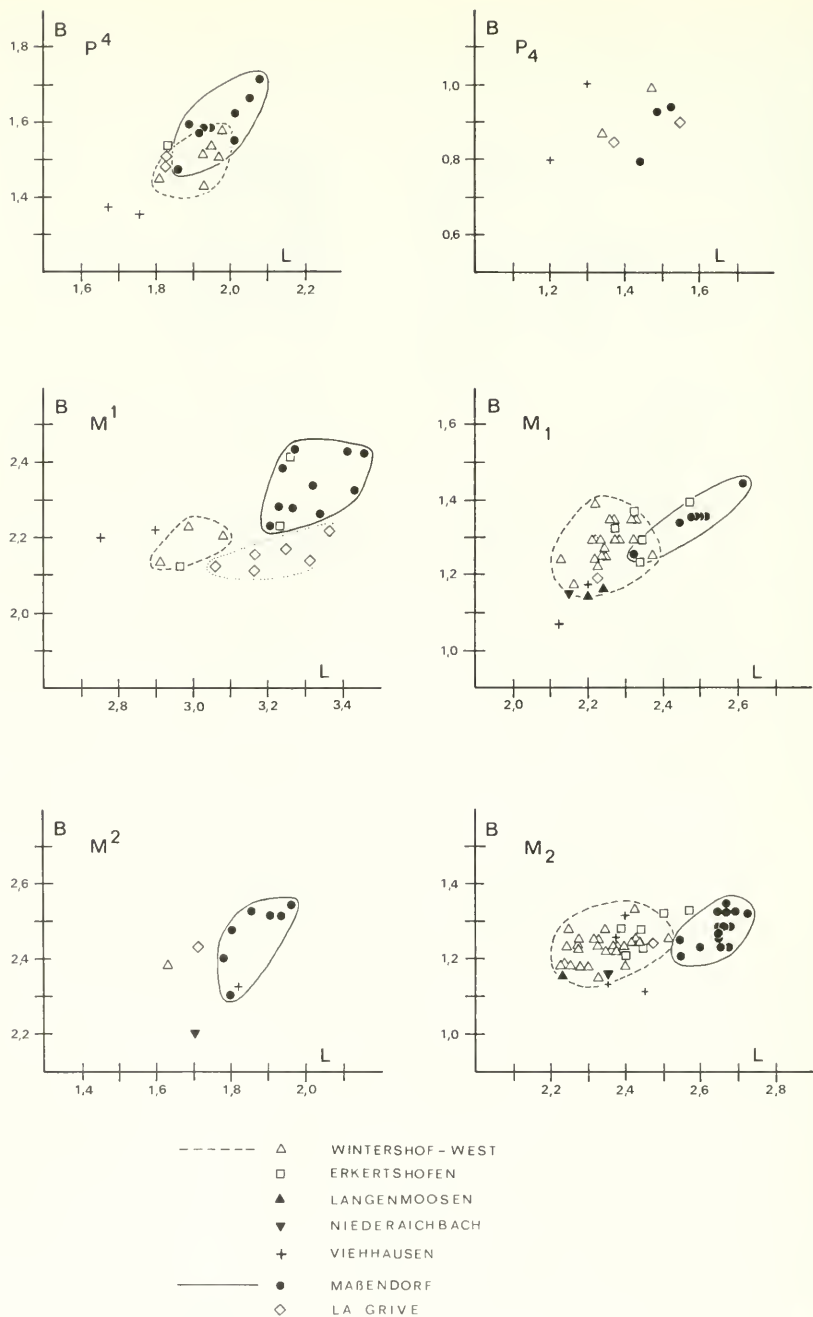 B
P⁴
1,8
1,6
1,4
L
1,6 1,8 2,0 2,2
B
P₄
1,0
0,8
0,6
L
1,2 1,4 1,6
B
M¹
2,4
2,2
2,0
L
2,8 3,0 3,2 3,4
B
M₁
1,6
1,4
1,2
1,0
L
2,0 2,2 2,4 2,6
B
M²
2,6
2,4
2,2
L
1,4 1,6 1,8 2,0
B
M₂
1,4
1,2
1,0
L
2,2 2,4 2,6 2,8
WINTERSHOF-WEST
ERKERTSHOFEN
LANGENMOOSEN
NIEDERAICHBACH
VIEHHAUSEN
MAßENDORF
LA GRIVE